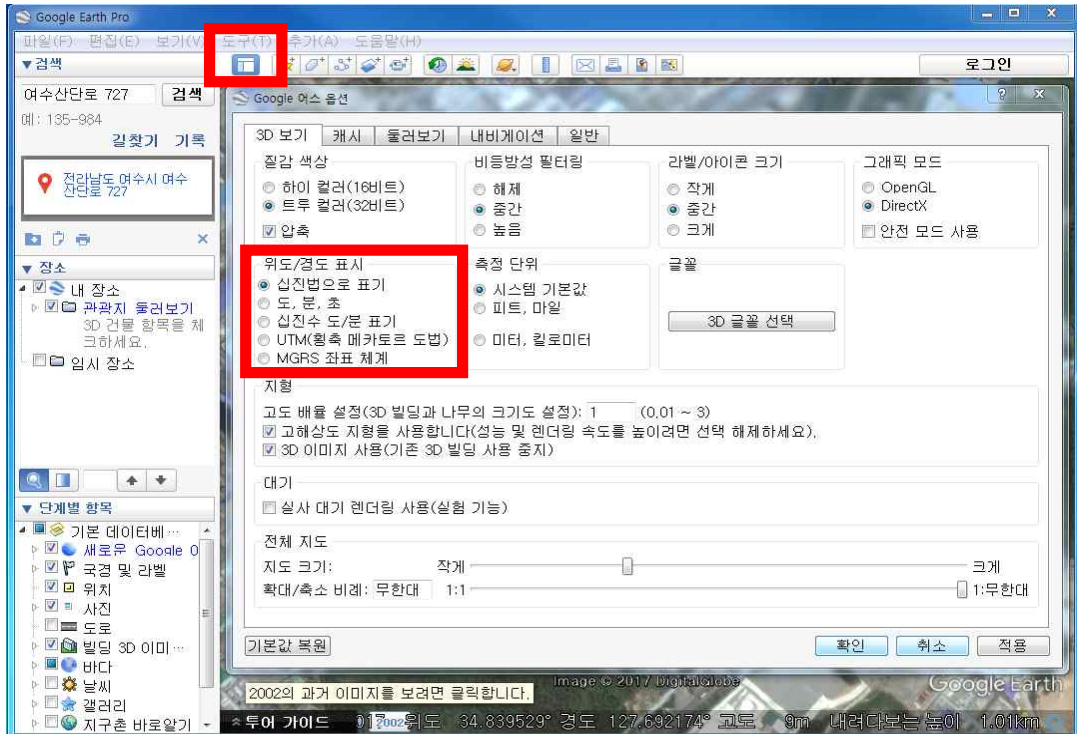 Google Earth Pro
파일(F) 편집(E) 보기(V) 도구(T) 추가(A) 도움말(H)
▼검색
로그인
여수산단로 727 검색
예: 135-984
길찾기 기록
전라남도 여수시 여수
산단로 727
▼ 장소
내 장소
관광지 둘러보기
3D 건물 항목을 체
크하세요.
임시 장소
▼ 단계별 항목
기본 데이터베…
새로운 Google
국경 및 라벨
위치
사진
도로
빌딩 3D 이미…
바다
날씨
갤러리
지구촌 바로알기
Google 어스 옵션
3D 보기 캐시 둘러보기 내비게이션 일반
질감 색상
하이 컬러(16비트)
트루 컬러(32비트)
압축
비등방성 필터링
해제
중간
높음
라벨/아이콘 크기
작게
중간
크게
그래픽 모드
OpenGL
DirectX
안전 모드 사용
위도/경도 표시
십진법으로 표기
도, 분, 초
십진수 도/분 표기
UTM(횡축 메카토르 도법)
MGRS 좌표 체계
측정 단위
시스템 기본값
피트, 마일
미터, 킬로미터
글꼴
3D 글꼴 선택
지형
고도 배율 설정(3D 빌딩과 나무의 크기도 설정): 1 (0,01 ~ 3)
고해상도 지형을 사용합니다(성능 및 렌더링 속도를 높이려면 선택 해제하세요).
3D 이미지 사용(기존 3D 빌딩 사용 중지)
대기
실사 대기 렌더링 사용(실험 기능)
전체 지도
지도 크기: 작게 크게
확대/축소 비례: 무한대 1:1 1:무한대
기본값 복원 확인 취소 적용
Image © 2017 DigitalGlobe
Google Earth
2002의 과거 이미지를 보려면 클릭합니다.
투어 가이드 2002 위도 34.839529° 경도 127.692174° 고도 9m 내려다보는 높이 1.01km